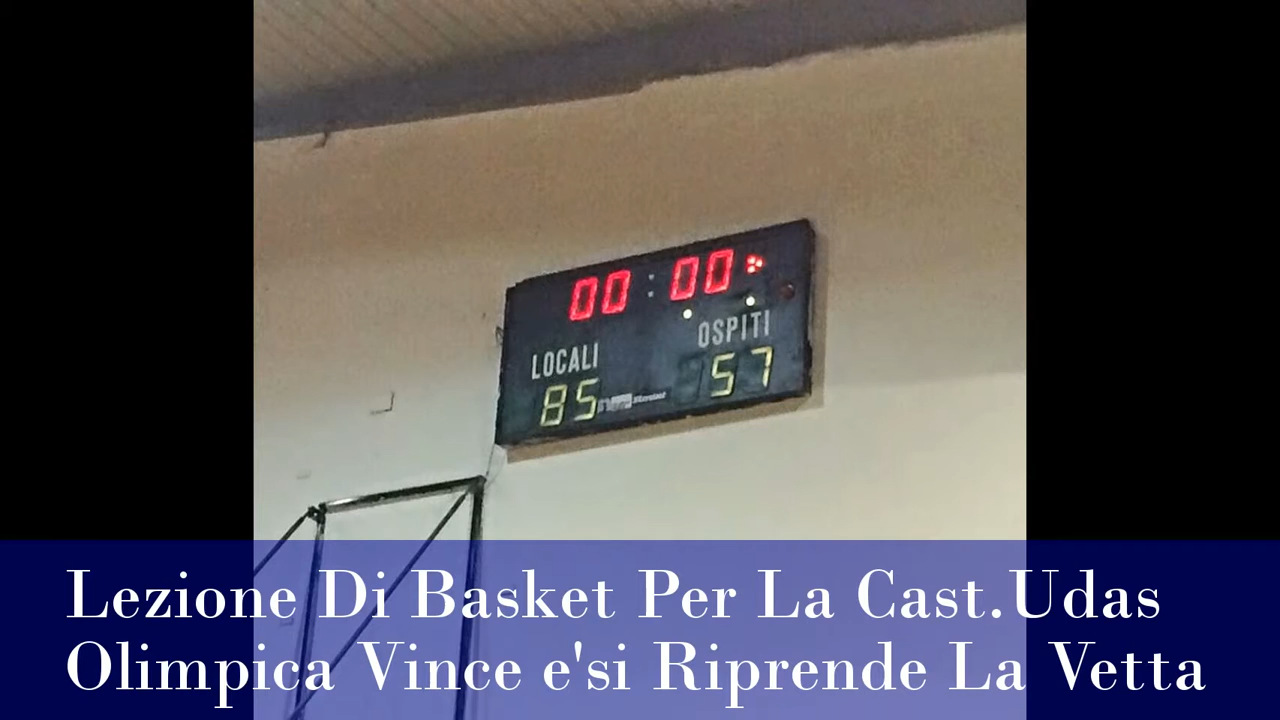 00:00
LOCALI
OSPITI
85
57
Lezione Di Basket Per La Cast.Udas
Olimpica Vince e'si Riprende La Vetta